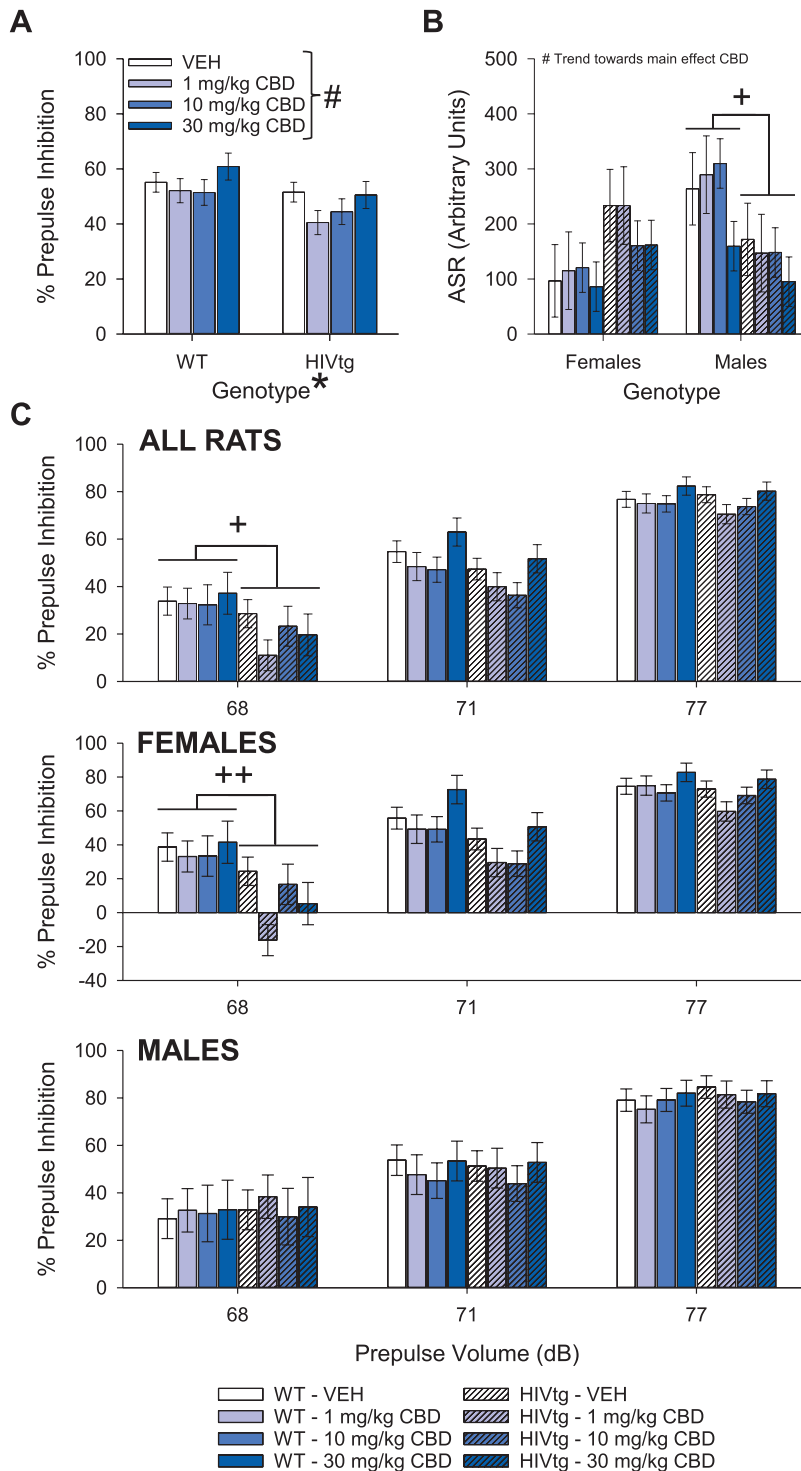 A
VEH
1 mg/kg CBD
10 mg/kg CBD
30 mg/kg CBD
#
100
80
60
40
20
0
% Prepulse Inhibition
WT
HIVtg
Genotype*
B
# Trend towards main effect CBD
500
400
300
200
100
0
ASR (Arbitrary Units)
+
Females
Males
Genotype
C
ALL RATS
100
80
60
40
20
0
% Prepulse Inhibition
+
68
71
77
FEMALES
100
80
60
40
20
0
-20
-40
% Prepulse Inhibition
++
68
71
77
MALES
100
80
60
40
20
0
% Prepulse Inhibition
68
71
77
Prepulse Volume (dB)
WT - VEH
HIVtg - VEH
WT - 1 mg/kg CBD
HIVtg - 1 mg/kg CBD
WT - 10 mg/kg CBD
HIVtg - 10 mg/kg CBD
WT - 30 mg/kg CBD
HIVtg - 30 mg/kg CBD